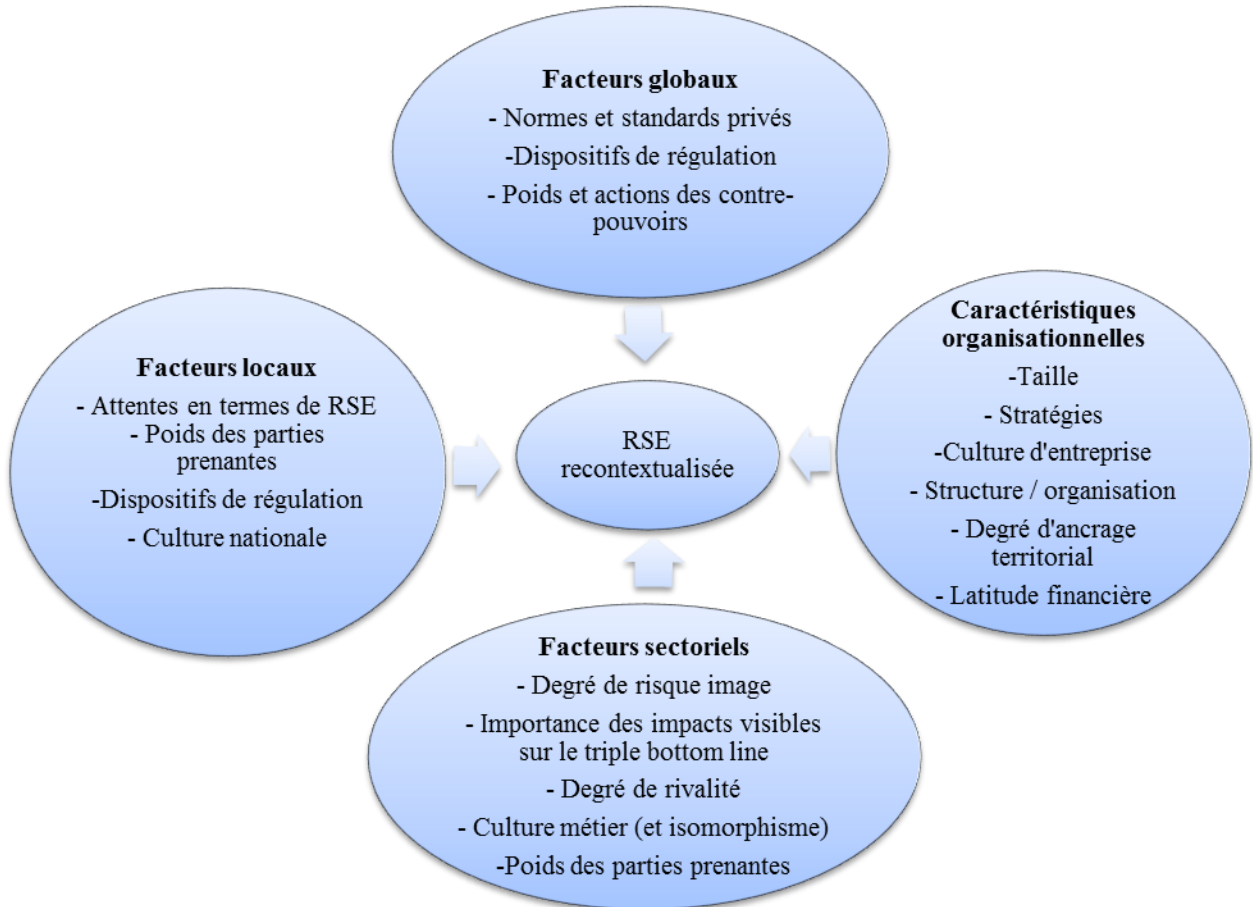 Facteurs globaux
- Normes et standards privés
-Dispositifs de régulation
- Poids et actions des contre-
pouvoirs
Facteurs locaux
- Attentes en termes de RSE
- Poids des parties
prenantes
-Dispositifs de régulation
- Culture nationale
RSE
recontextualisée
Caractéristiques
organisationnelles
-Taille
- Stratégies
-Culture d'entreprise
- Structure / organisation
- Degré d'ancrage
territorial
- Latitude financière
Facteurs sectoriels
- Degré de risque image
- Importance des impacts visibles
sur le triple bottom line
- Degré de rivalité
- Culture métier (et isomorphisme)
-Poids des parties prenantes